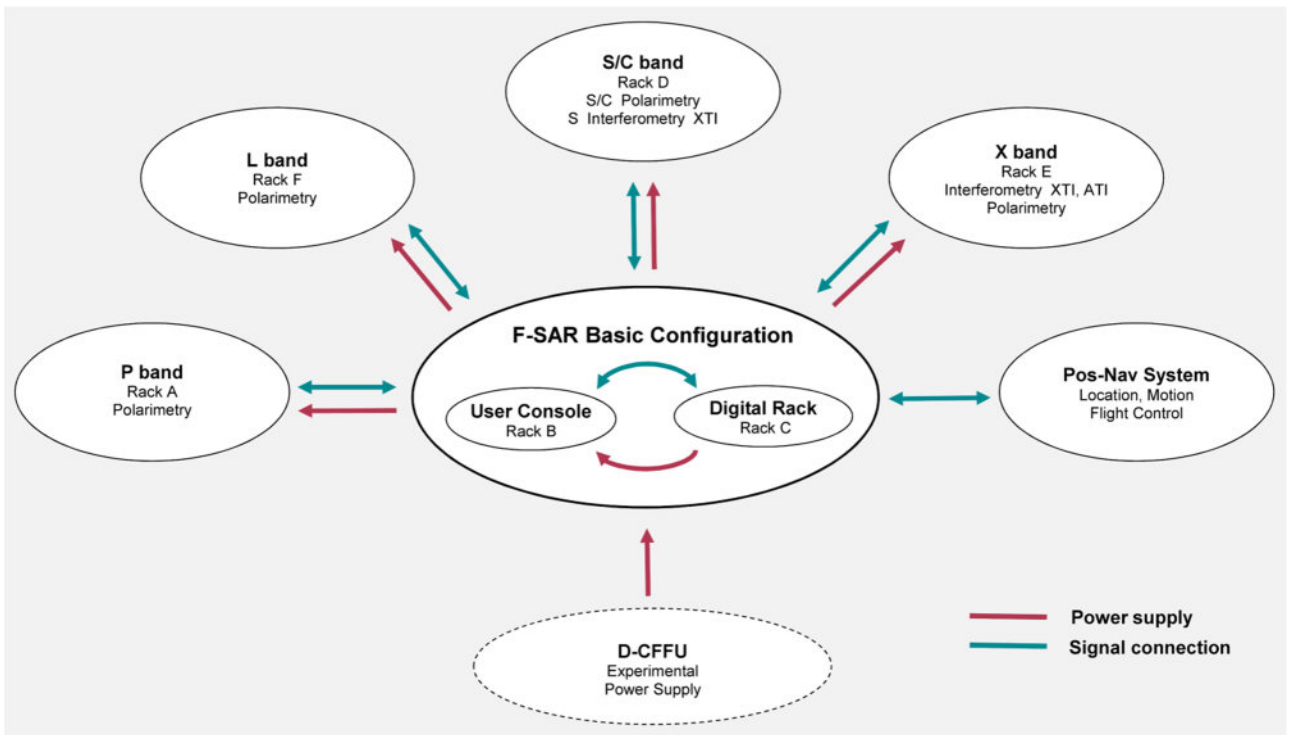 S/C band
Rack D
S/C Polarimetry
S Interferometry XTI
L band
Rack F
Polarimetry
X band
Rack E
Interferometry XTI, ATI
Polarimetry
F-SAR Basic Configuration
P band
Rack A
Polarimetry
User Console
Rack B
Digital Rack
Rack C
Pos-Nav System
Location, Motion
Flight Control
D-CFFU
Experimental
Power Supply
Power supply
Signal connection